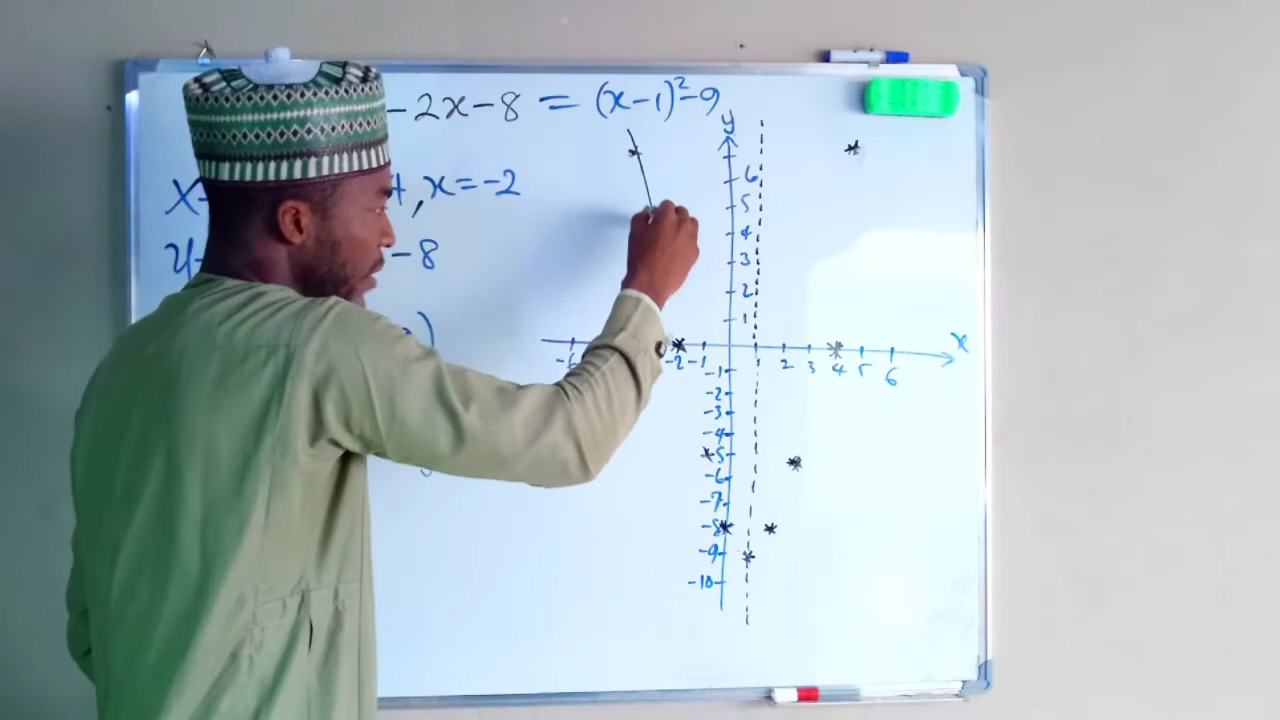 -2x-8 = (x-1)²-9
y
x , x=-2
y -8
6
5
4
3
2
1
x
-6 -2 -1 2 3 4 5 6
-1
-2
-3
-4
-5
-6
-7
-8
-9
-10